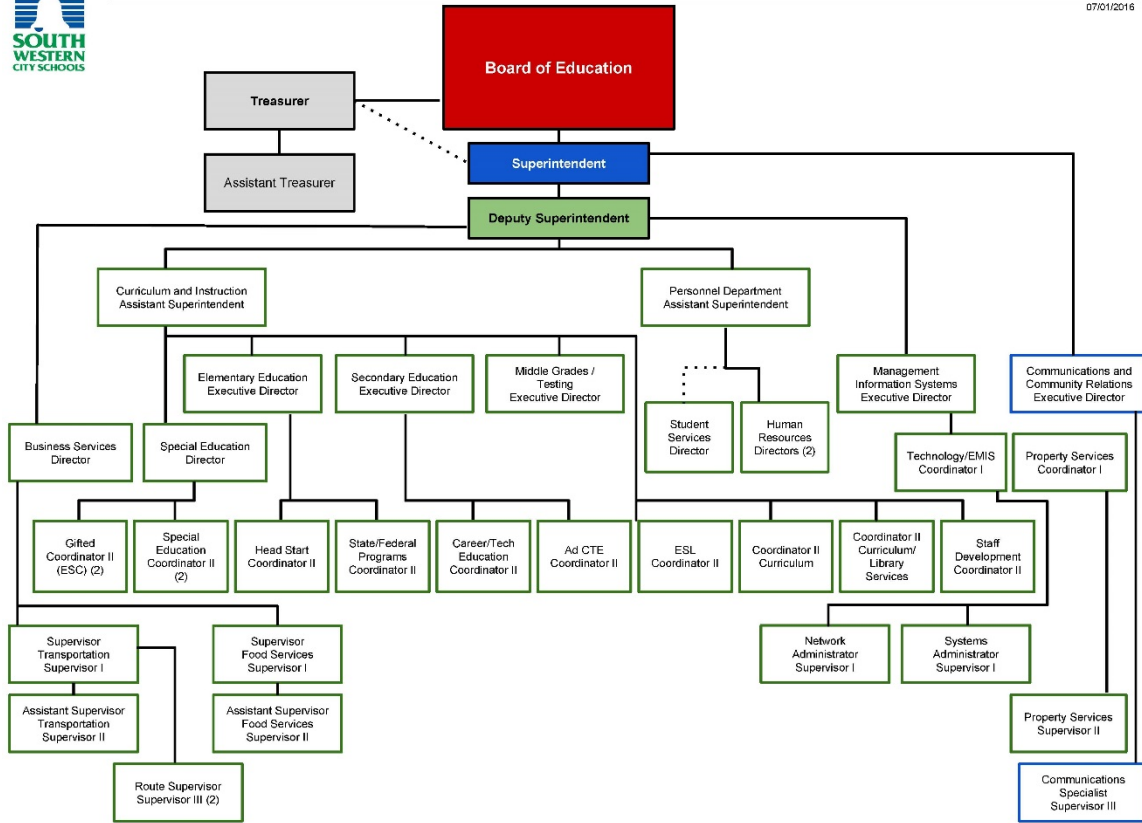 07/01/2016
SOUTH
WESTERN
CITY SCHOOLS
Board of Education
Treasurer
Superintendent
Assistant Treasurer
Deputy Superintendent
Curriculum and Instruction
Assistant Superintendent
Personnel Department
Assistant Superintendent
Elementary Education
Executive Director
Secondary Education
Executive Director
Middle Grades /
Testing
Executive Director
Management
Information Systems
Executive Director
Communications and
Community Relations
Executive Director
Business Services
Director
Special Education
Director
Student
Services
Director
Human
Resources
Directors (2)
Technology/EMIS
Coordinator I
Property Services
Coordinator I
Gifted
Coordinator II
(ESC) (2)
Special
Education
Coordinator II
(2)
Head Start
Coordinator II
State/Federal
Programs
Coordinator II
Career/Tech
Education
Coordinator II
Ad CTE
Coordinator II
ESL
Coordinator II
Coordinator II
Curriculum
Coordinator II
Curriculum/
Library
Services
Staff
Development
Coordinator II
Supervisor
Transportation
Supervisor I
Supervisor
Food Services
Supervisor I
Network
Administrator
Supervisor I
Systems
Administrator
Supervisor I
Assistant Supervisor
Transportation
Supervisor II
Assistant Supervisor
Food Services
Supervisor II
Property Services
Supervisor II
Route Supervisor
Supervisor III (2)
Communications
Specialist
Supervisor III